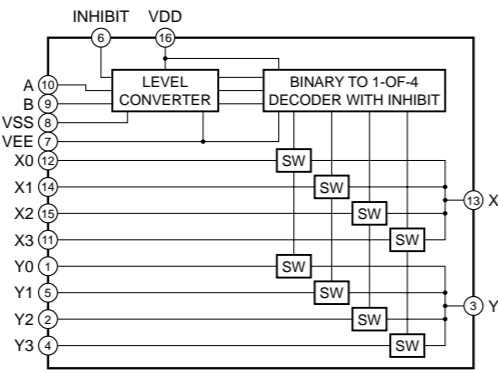 INHIBIT VDD
6 16
A 10
LEVEL CONVERTER
BINARY TO 1-OF-4 DECODER WITH INHIBIT
B 9
VSS 8
VEE 7
X0 12 SW
X1 14 SW
13 X
X2 15 SW
X3 11 SW
Y0 1 SW
Y1 5 SW
3 Y
Y2 2 SW
Y3 4 SW